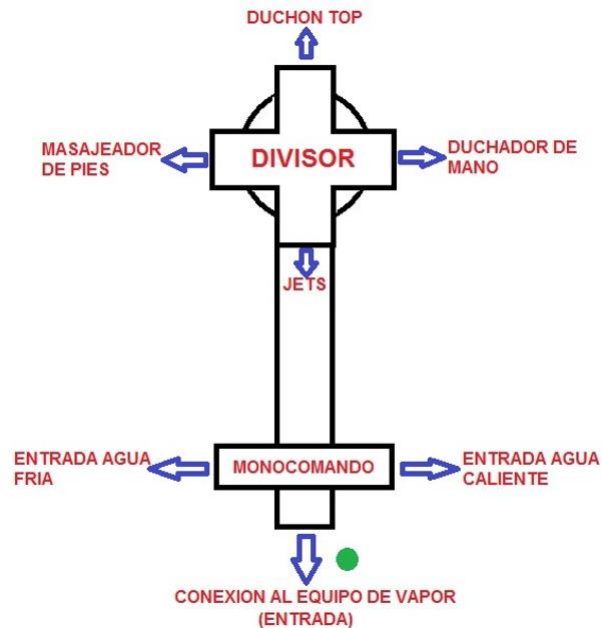 DUCHON TOP
MASAJEADOR
DE PIES
DIVISOR
DUCHADOR DE
MANO
JETS
ENTRADA AGUA
FRIA
MONOCOMANDO
ENTRADA AGUA
CALIENTE
CONEXION AL EQUIPO DE VAPOR
(ENTRADA)